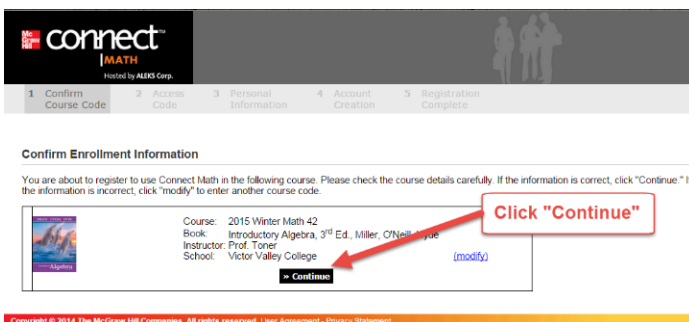 Mc Graw Hill connect™
MATH
Hosted by ALEKS Corp.
1 Confirm Course Code 2 Access Code 3 Personal Information 4 Account Creation 5 Registration Complete
Confirm Enrollment Information
You are about to register to use Connect Math in the following course. Please check the course details carefully. If the information is correct, click "Continue."
the information is incorrect, click "modify" to enter another course code.
Click "Continue"
Course: 2015 Winter Math 42
Book: Introductory Algebra, 3rd Ed., Miller, O'Neill,
Instructor: Prof. Toner
School: Victor Valley College (modify)
Algebra
» Continue
Copyright © 2014 The McGraw Hill Companies. All rights reserved. User Agreement - Privacy Statement